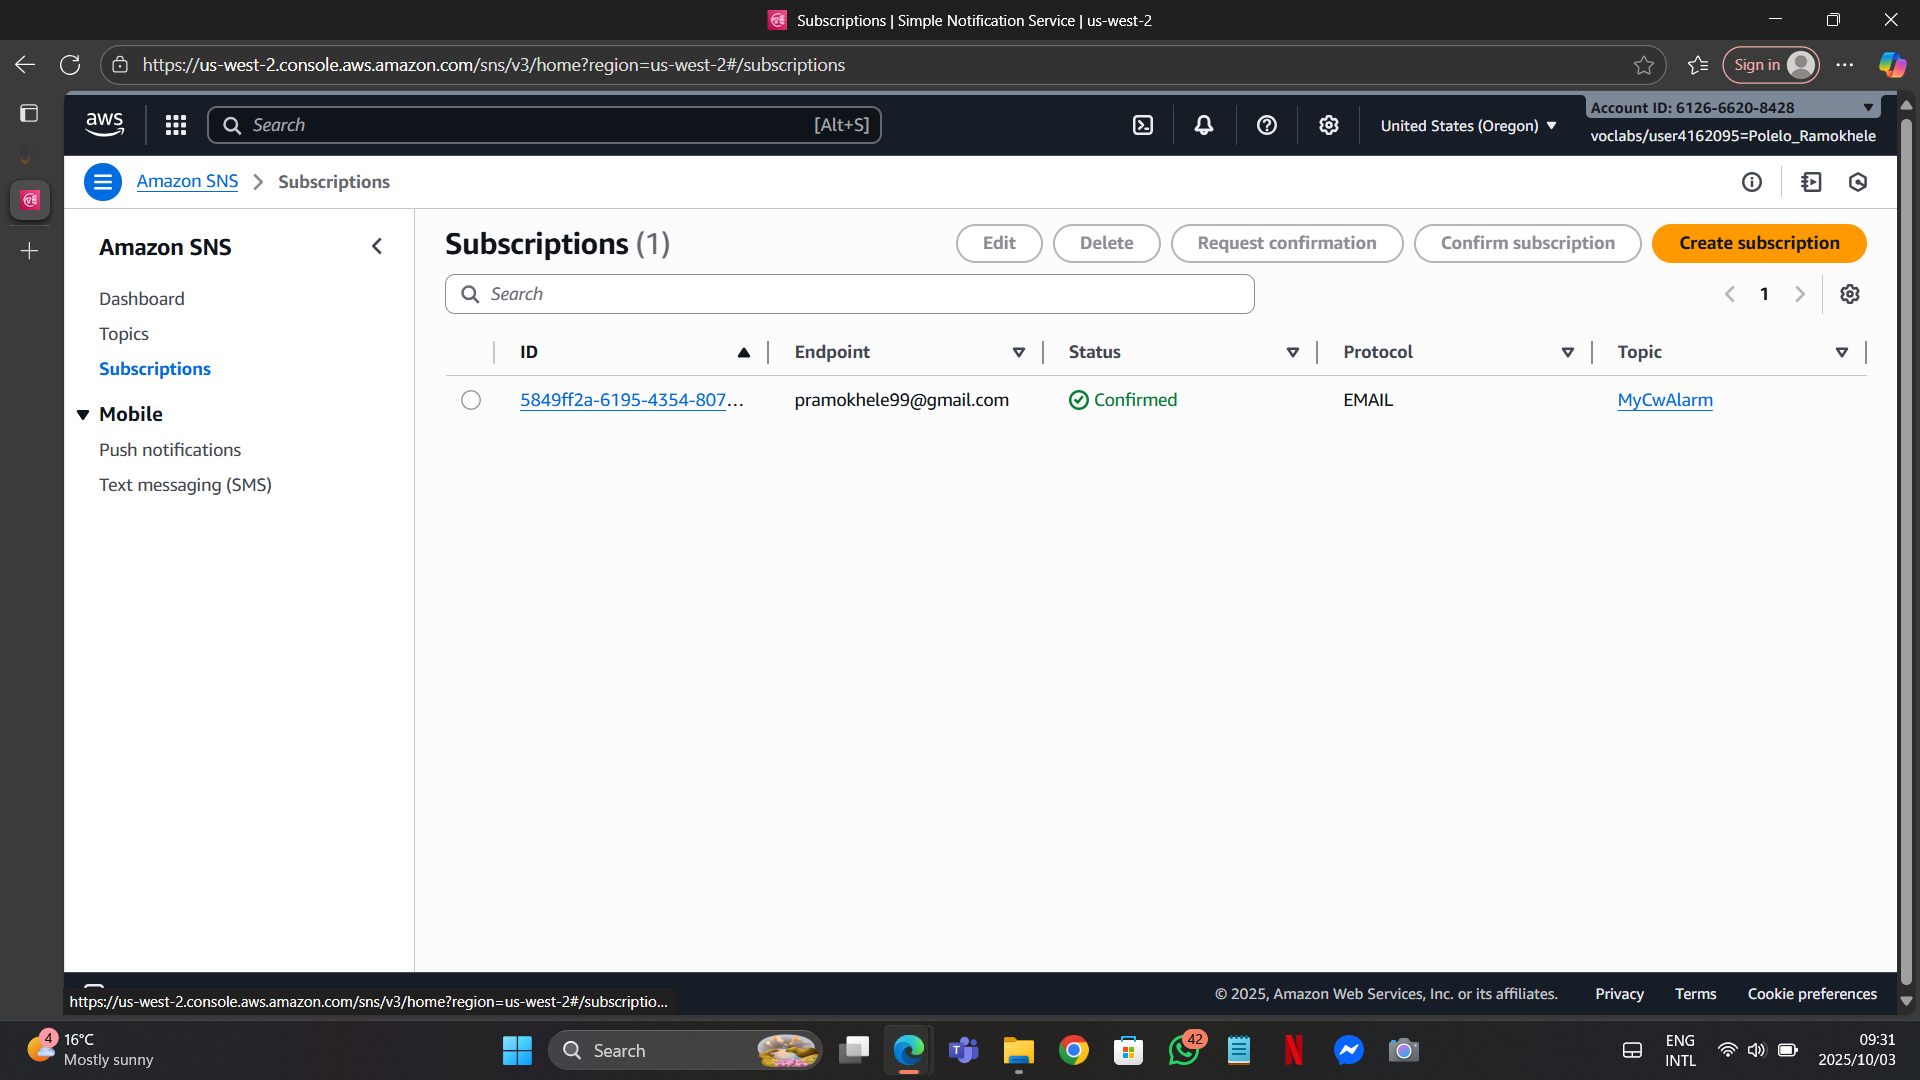 Subscriptions | Simple Notification Service | us-west-2
https://us-west-2.console.aws.amazon.com/sns/v3/home?region=us-west-2#/subscriptions
Sign in
aws
Search [Alt+S]
United States (Oregon)
Account ID: 6126-6620-8428
voclabs/user4162095=Polelo_Ramokhele
Amazon SNS
Subscriptions
Amazon SNS
Dashboard
Topics
Subscriptions
Mobile
Push notifications
Text messaging (SMS)
Subscriptions (1)
Edit
Delete
Request confirmation
Confirm subscription
Create subscription
Search
1
ID
Endpoint
Status
Protocol
Topic
5849ff2a-6195-4354-807...
pramokhele99@gmail.com
Confirmed
EMAIL
MyCwAlarm
https://us-west-2.console.aws.amazon.com/sns/v3/home?region=us-west-2#/subscriptio...
© 2025, Amazon Web Services, Inc. or its affiliates.
Privacy
Terms
Cookie preferences
4
16°C
Mostly sunny
Search
42
ENG
INTL
09:31
2025/10/03